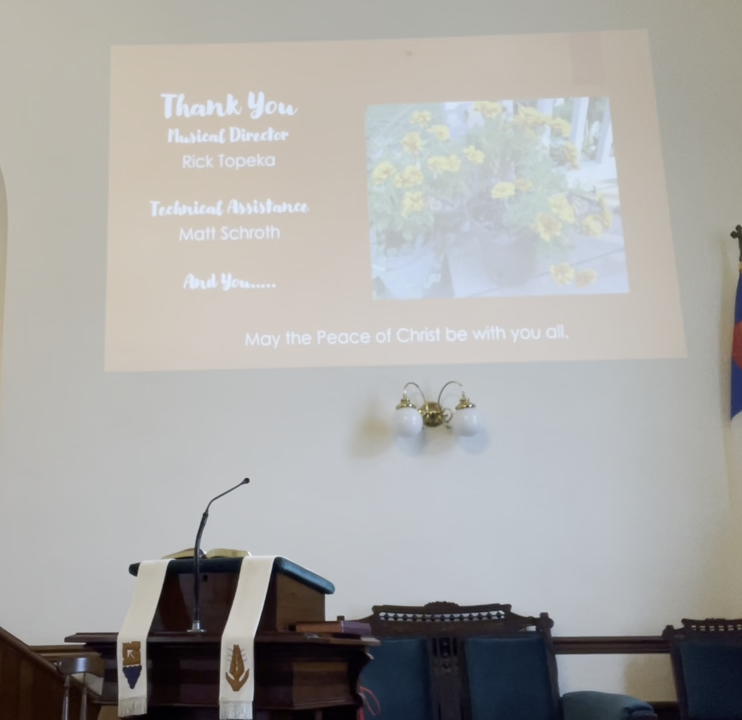 Thank You
Musical Director
Rick Topeka
Technical Assistance
Matt Schroth
And You.....
May the Peace of Christ be with you all.